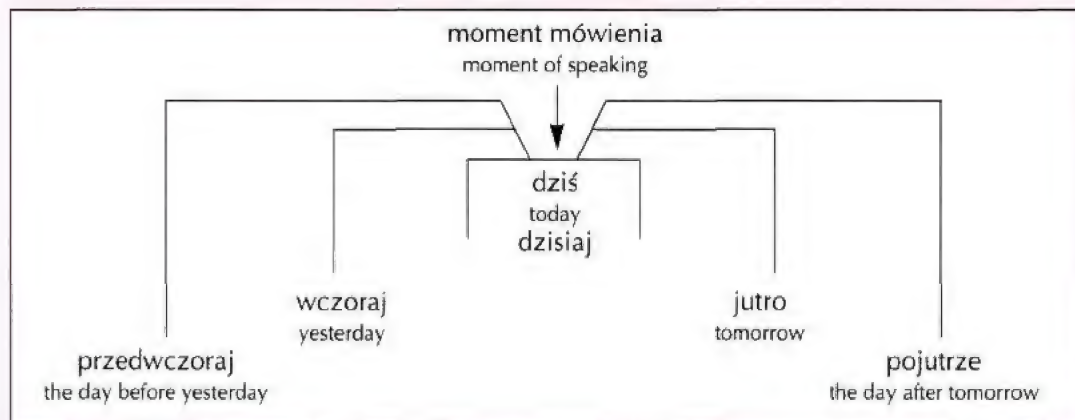 moment mówienia
moment of speaking
dziś
today
dzisiaj
wczoraj
yesterday
jutro
tomorrow
przedwczoraj
the day before yesterday
pojutrze
the day after tomorrow